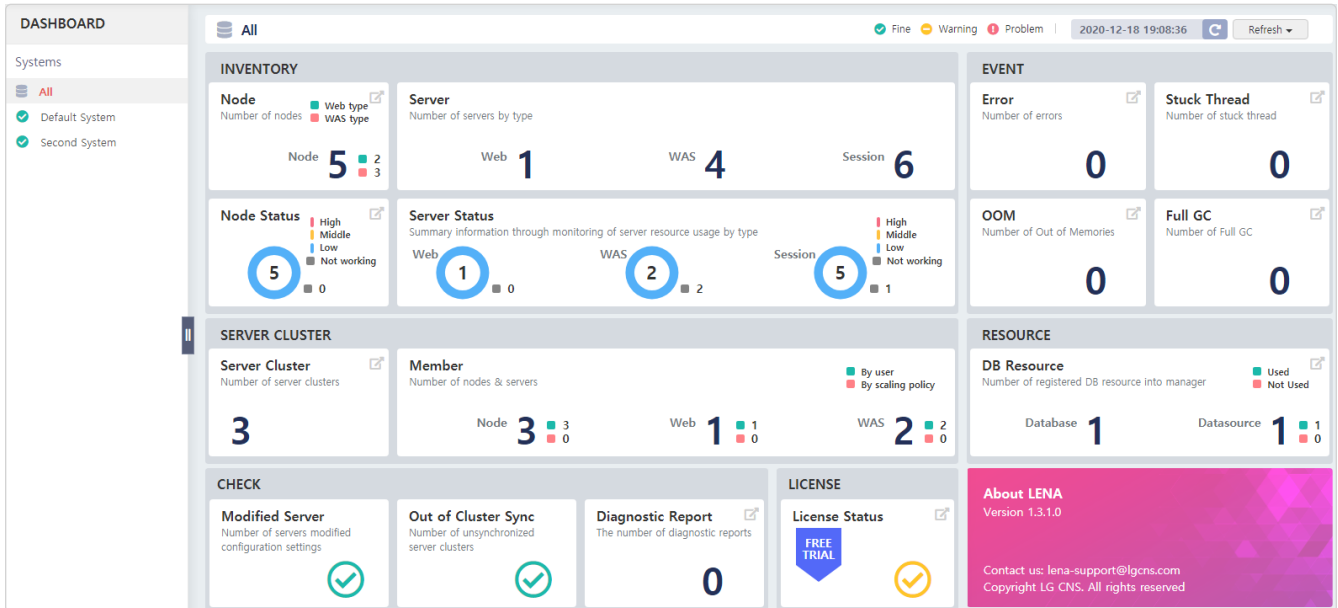 DASHBOARD
Systems
All
Default System
Second System
All
Fine Warning Problem 2020-12-18 19:08:36 Refresh
INVENTORY
Node
Number of nodes
Web type
WAS type
Node 5 2
3
Server
Number of servers by type
Web 1 WAS 4 Session 6
Node Status
High
Middle
Low
Not working
5 0
Server Status
Summary information through monitoring of server resource usage by type
High
Middle
Low
Not working
Web 1 0 WAS 2 2 Session 5 1
EVENT
Error
Number of errors
0
Stuck Thread
Number of stuck thread
0
OOM
Number of Out of Memories
0
Full GC
Number of Full GC
0
SERVER CLUSTER
Server Cluster
Number of server clusters
3
Member
Number of nodes & servers
By user
By scaling policy
Node 3 3
0
Web 1 1
0
WAS 2 2
0
RESOURCE
DB Resource
Number of registered DB resource into manager
Used
Not Used
Database 1
Datasource 1 1
0
CHECK
Modified Server
Number of servers modified
configuration settings
Out of Cluster Sync
Number of unsynchronized
server clusters
Diagnostic Report
The number of diagnostic reports
0
LICENSE
License Status
FREE
TRIAL
About LENA
Version 1.3.1.0
Contact us: lena-support@lgcns.com
Copyright LG CNS. All rights reserved